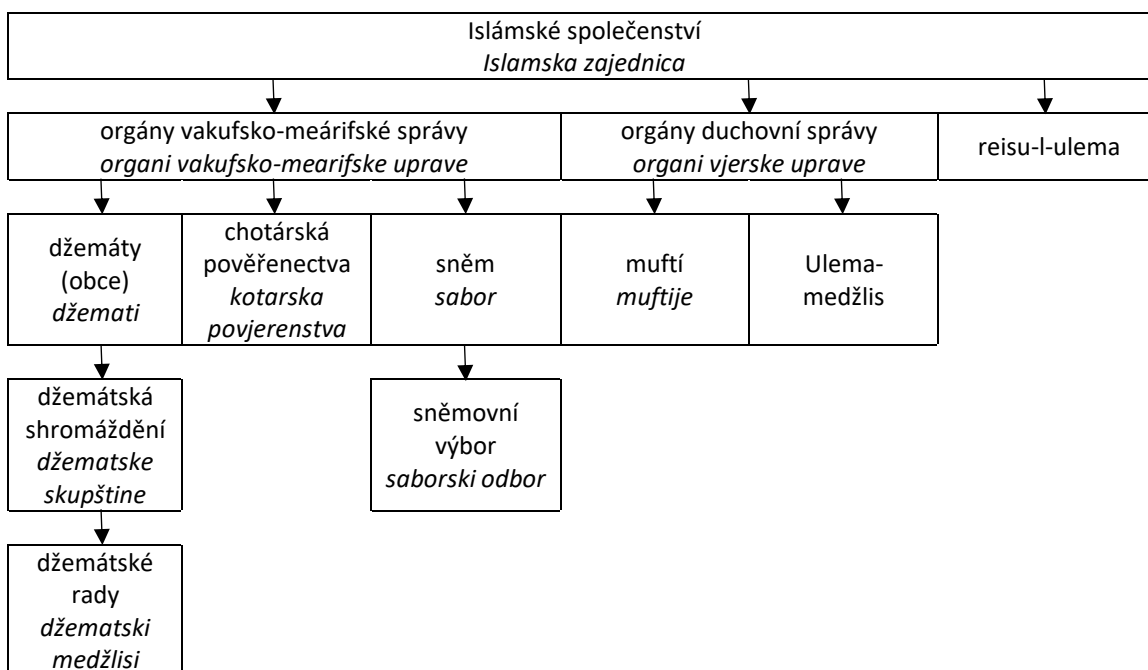 Islámské společenství
Islamska zajednica
orgány vakufsko-meárifské správy
organi vakufsko-mearifske uprave
orgány duchovní správy
organi vjerske uprave
reisu-l-ulema
džemáty
(obce)
džemati
chotárská
pověřenectva
kotarska
povjerenstva
sněm
sabor
muftí
muftije
Ulema-
medžlis
džemátská
shromáždění
džematske
skupštine
sněmovní
výbor
saborski odbor
džemátské
rady
džematski
medžlisi